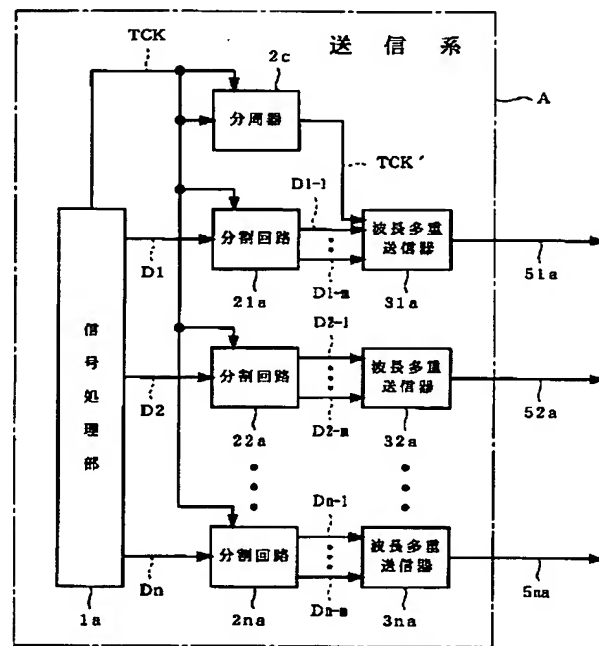 TCK
送信系
2c
A
分周器
TCK'
D1-1
D1
分割回路
波長多重
送信器
21a
D1-m
31a
51a
信号処理部
D2-1
D2
分割回路
波長多重
送信器
22a
D2-m
32a
52a
Dn-1
Dn
分割回路
波長多重
送信器
1a
2na
Dn-m
3na
5na